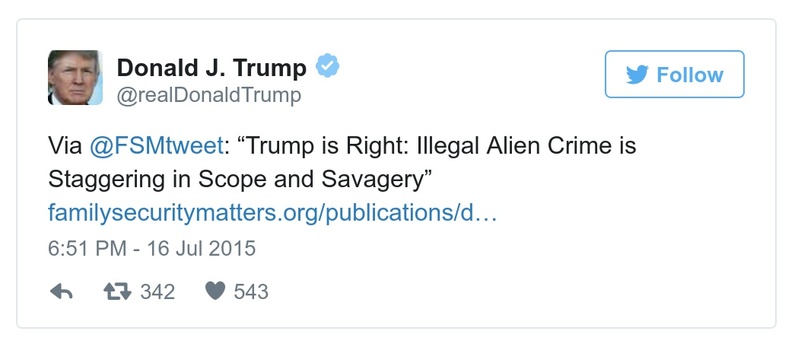 Donald J. Trump
@realDonaldTrump
Follow
Via @FSMtweet: “Trump is Right: Illegal Alien Crime is
Staggering in Scope and Savagery”
familysecuritymatters.org/publications/d…
6:51 PM - 16 Jul 2015
342 543